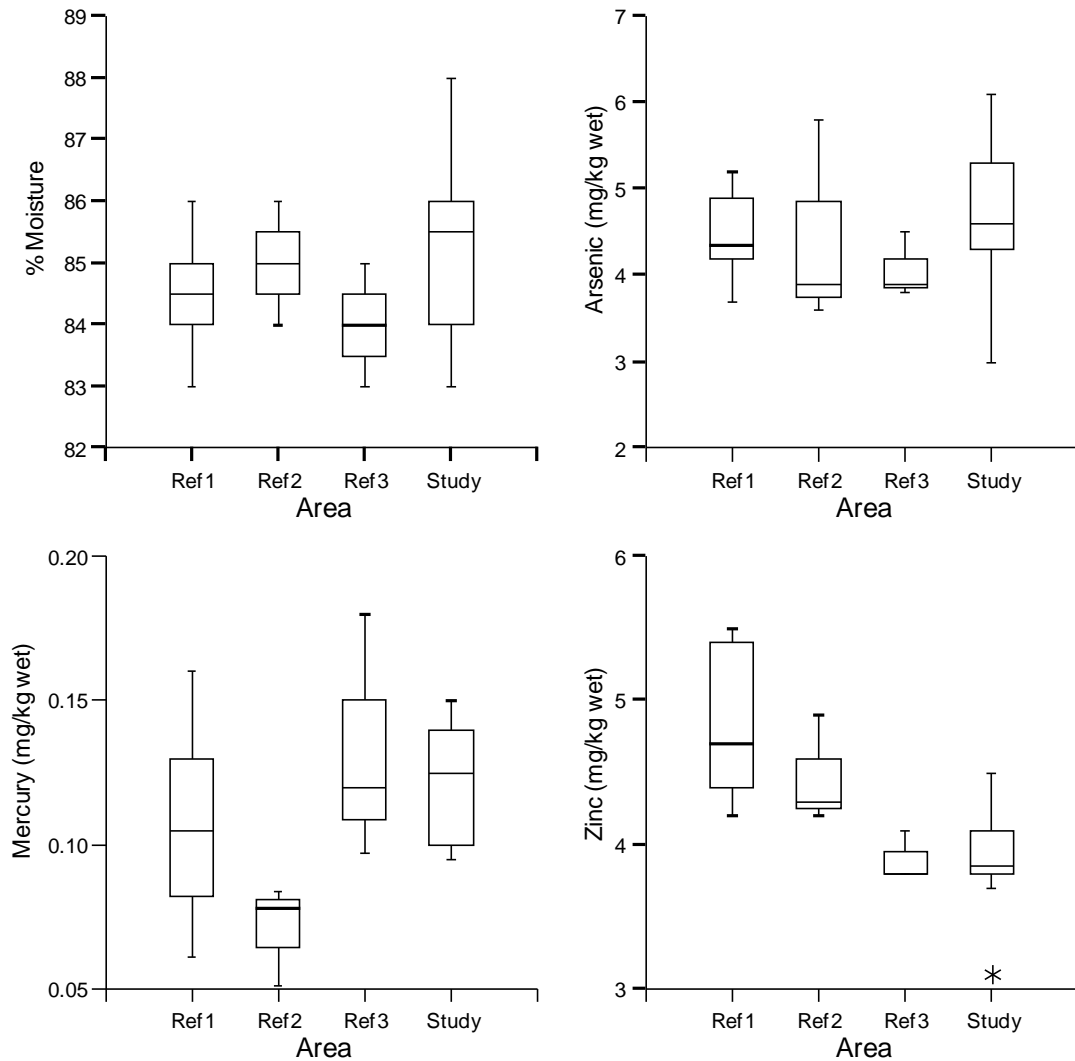 89
88
87
86
85
84
83
82
% Moisture
Ref1 Ref2 Ref3 Study
Area
7
6
5
4
3
2
Arsenic (mg/kg wet)
Ref1 Ref2 Ref3 Study
Area
0.20
0.15
0.10
0.05
Mercury (mg/kg wet)
Ref1 Ref2 Ref3 Study
Area
6
5
4
3
Zinc (mg/kg wet)
Ref1 Ref2 Ref3 Study
Area